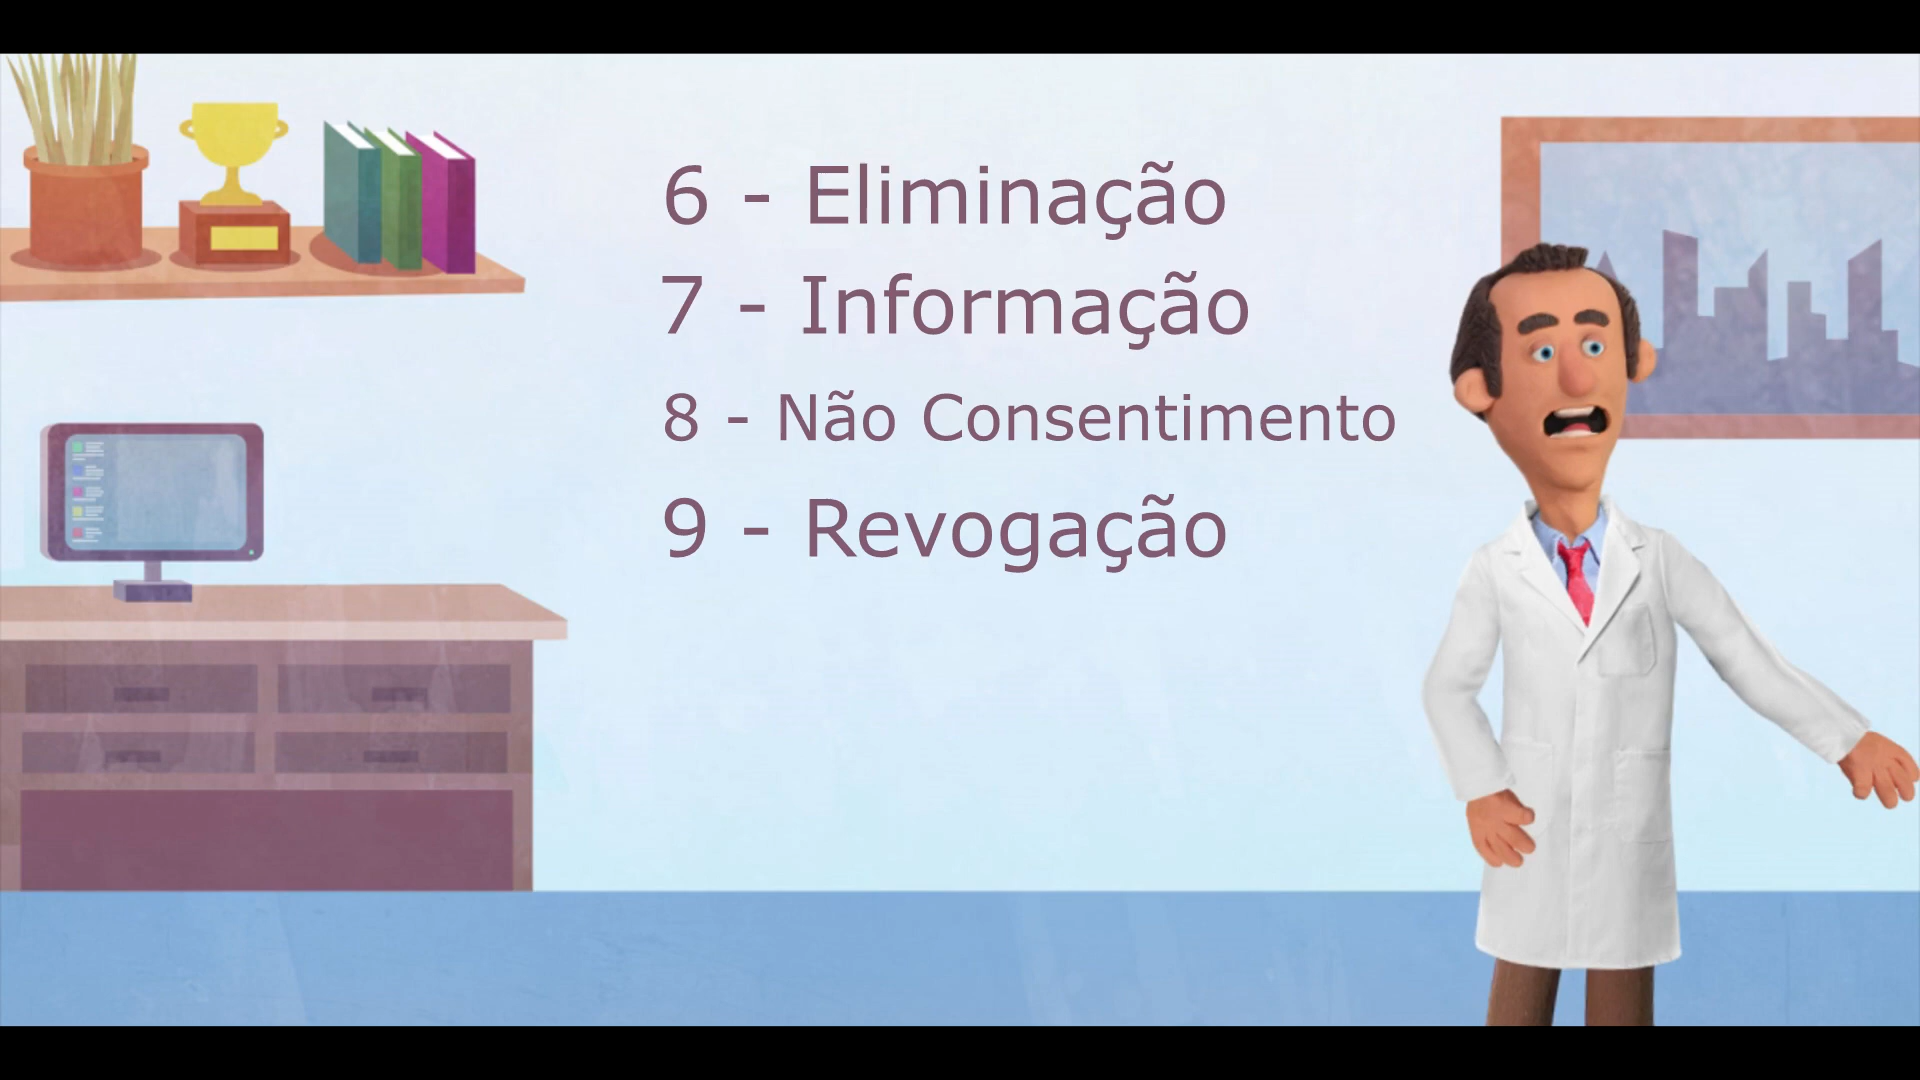 6 - Eliminação
7 - Informação
8 - Não Consentimento
9 - Revogação